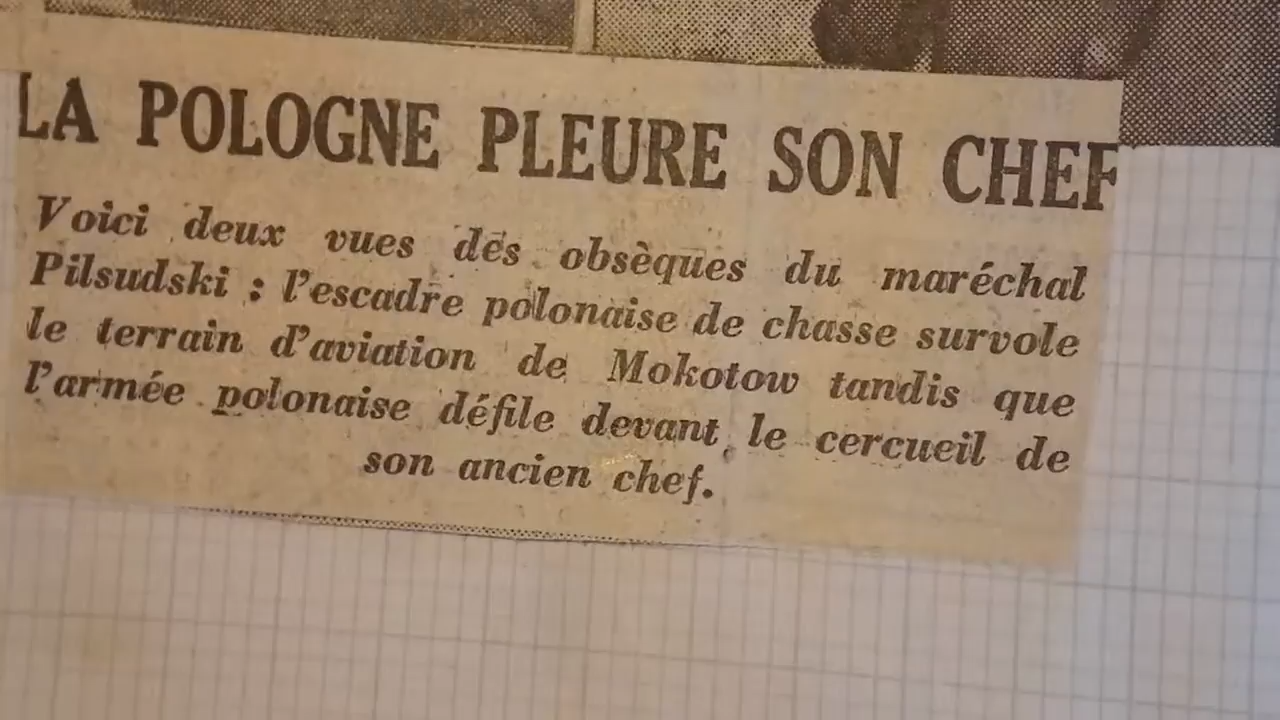 LA POLOGNE PLEURE SON CHEF
Voici deux vues des obsèques du maréchal
Pilsudski : l'escadre polonaise de chasse survole
le terrain d'aviation de Mokotow tandis que
l'armée polonaise défile devant le cercueil de
son ancien chef.